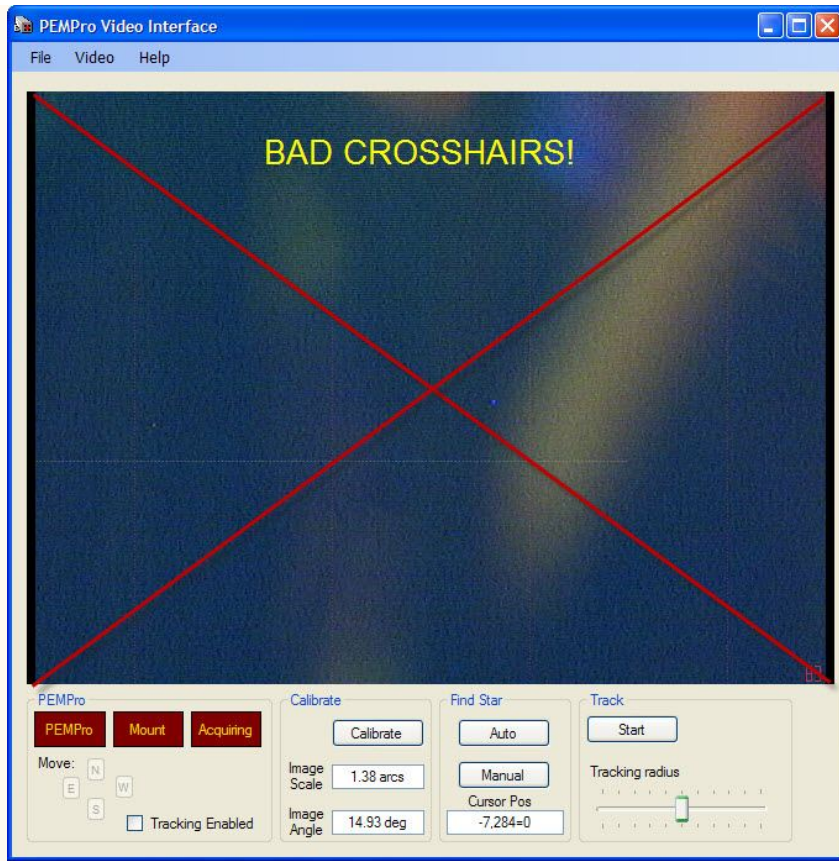 PEMPro Video Interface
File Video Help
BAD CROSSHAIRS!
PEMPro
PEMPro Mount Acquiring
Move:
N
E W
S
Tracking Enabled
Calibrate
Calibrate
Image Scale 1.38 arcs
Image Angle 14.93 deg
Find Star
Auto
Manual
Cursor Pos
-7,284=0
Track
Start
Tracking radius